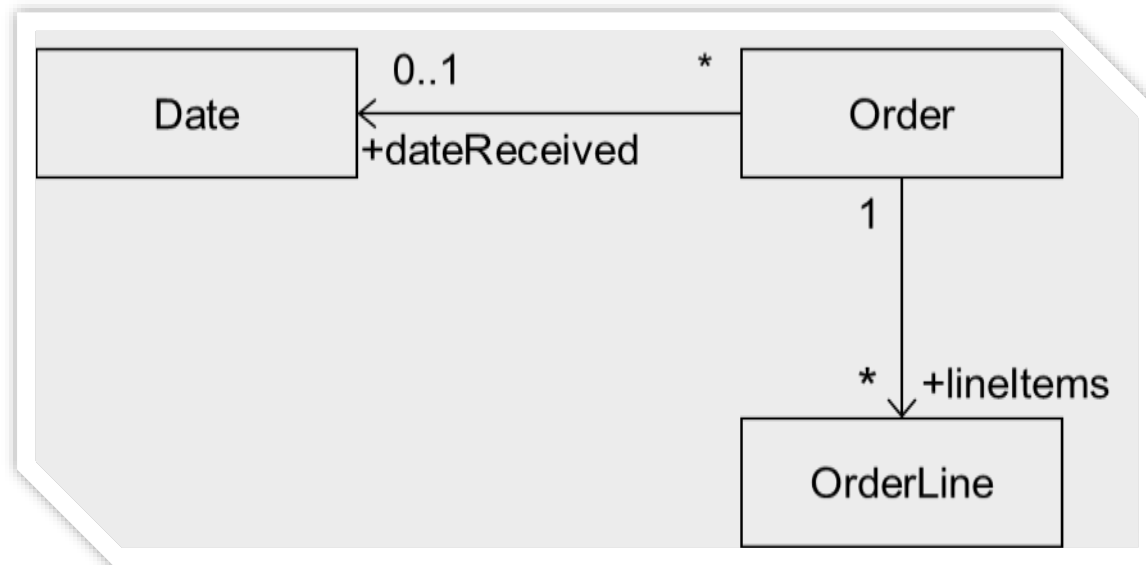 Date
0..1
*
+dateReceived
Order
1
*
+lineItems
OrderLine